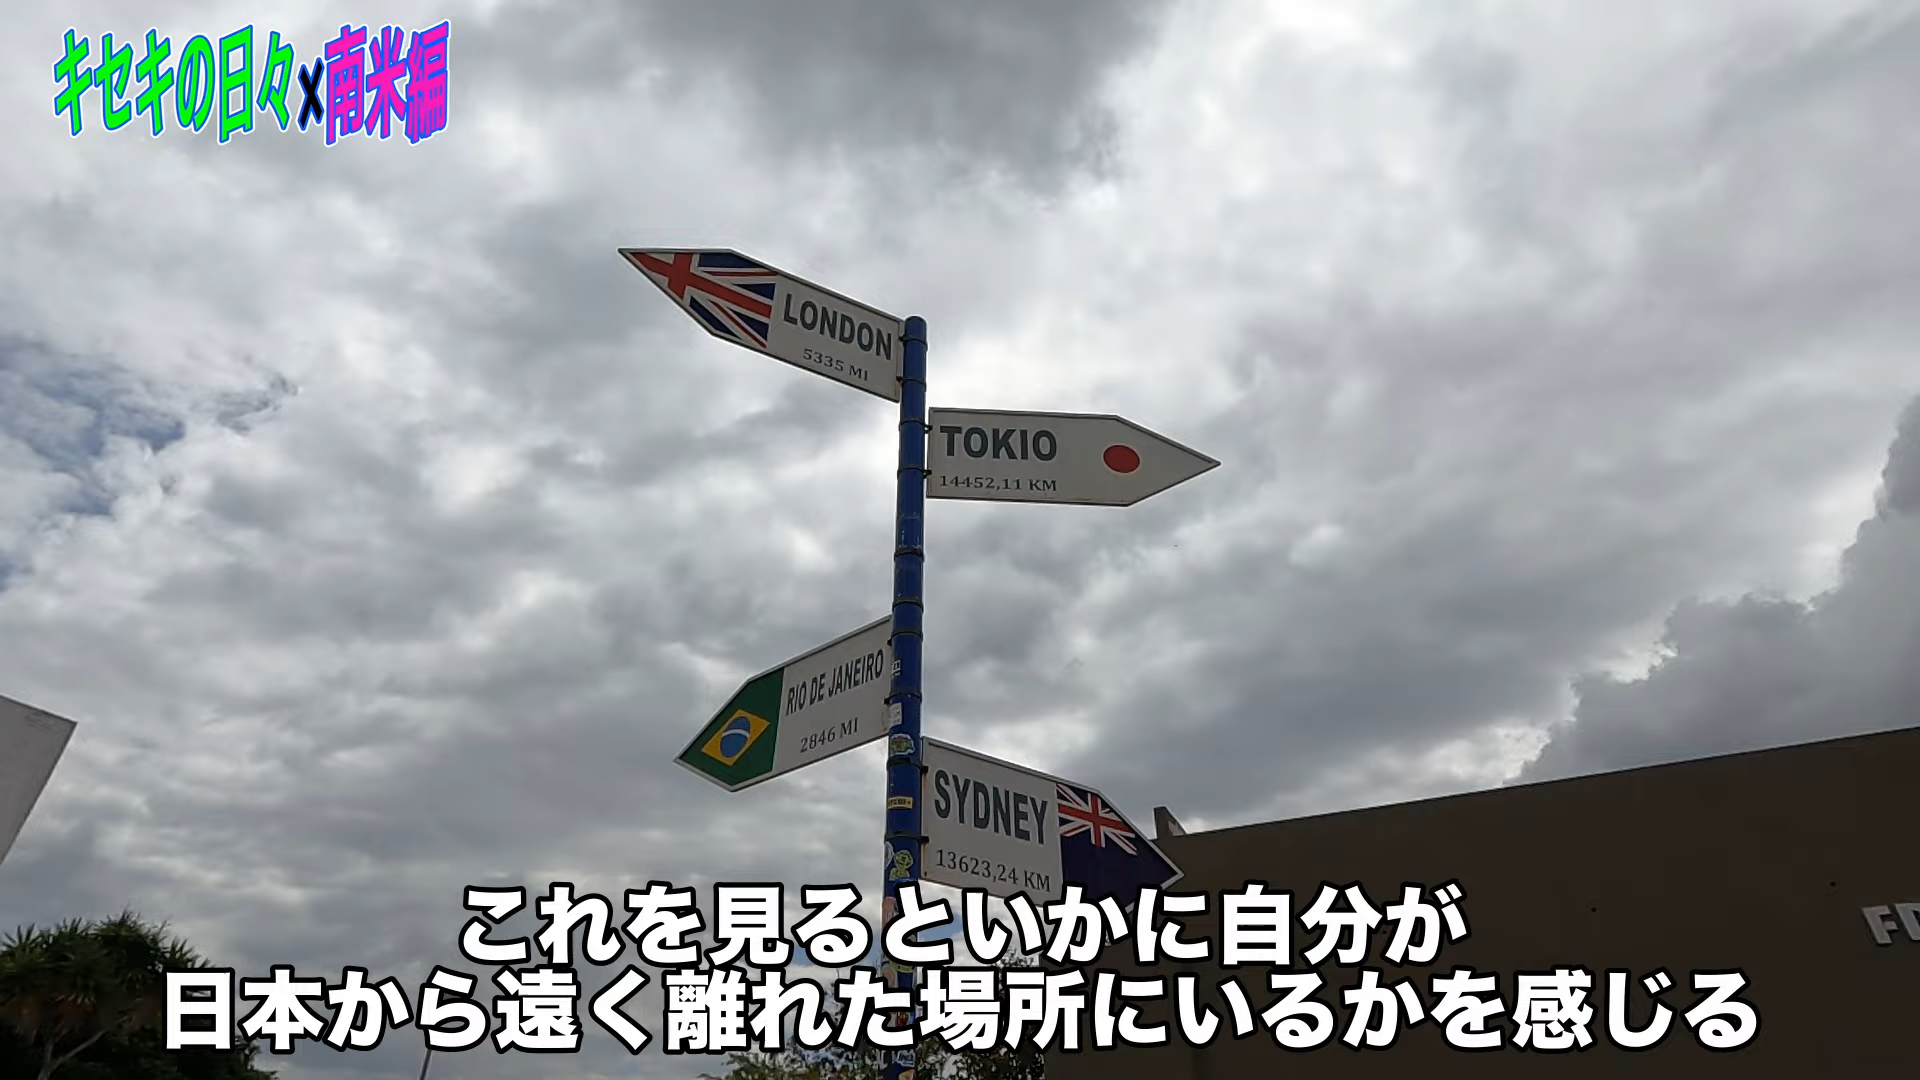 キセキの日々×南米編
LONDON
5335 MI
TOKIO
14452,11 KM
RIO DE JANEIRO
2846 MI
SYDNEY
13623,24 KM
これを見るといかに自分が
日本から遠く離れた場所にいるかを感じる